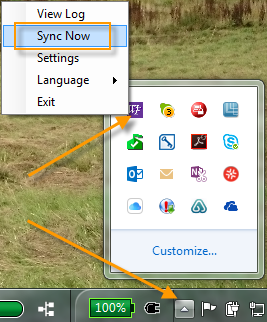 View Log
Sync Now
Settings
Language
Exit
Customize...
100%